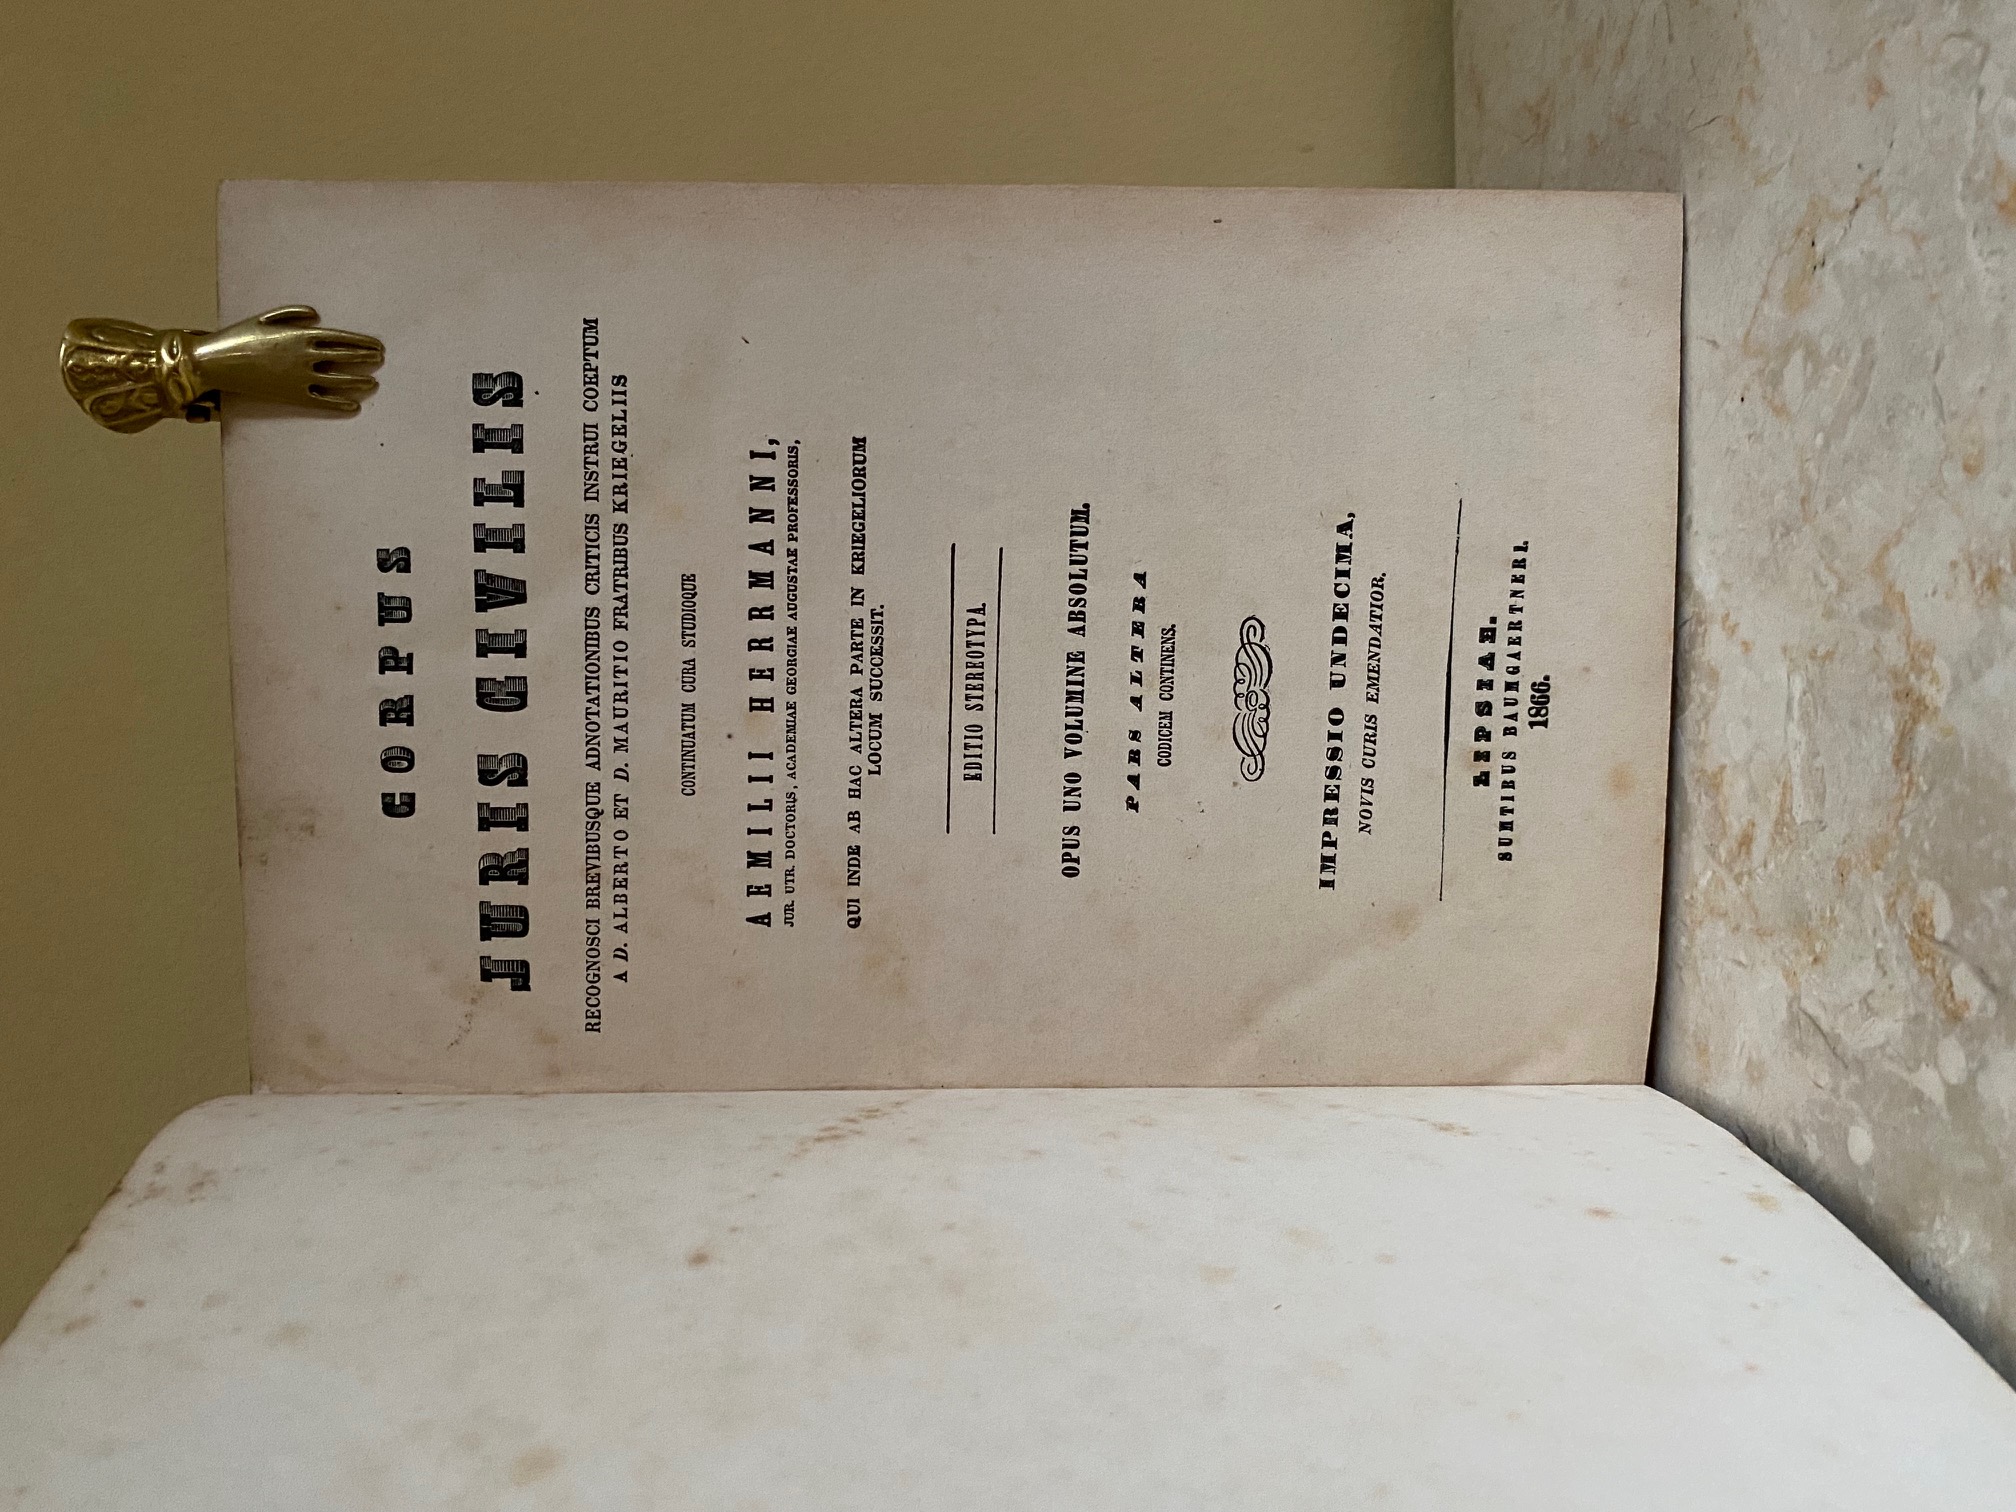 CORPUS
JURIS CIVILIS
RECOGNOSCI BREVIBUSQUE ADNOTATIONIBUS CRITICIS INSTRUI COEPTUM
A D. ALBERTO ET D. MAURITIO FRATRIBUS KRIEGELIIS
CONTINUATUM CURA STUDIOQUE
AEMILII HERRMANNI,
JUR. UTR. DOCTORIS, ACADEMIAE GEORGIAE AUGUSTAE PROFESSORIS,
QUI INDE AB HAC ALTERA PARTE IN KRIEGELIORUM
LOCUM SUCCESSIT.
EDITIO STEREOTYPA.
OPUS UNO VOLUMINE ABSOLUTUM.
PARS ALTERA
CODICEM CONTINENS.
IMPRESSIO UNDECIMA,
NOVIS CURIS EMENDATIOR.
LIPSIAE.
SUMTIBUS BAUMGAERTNERI.
1866.